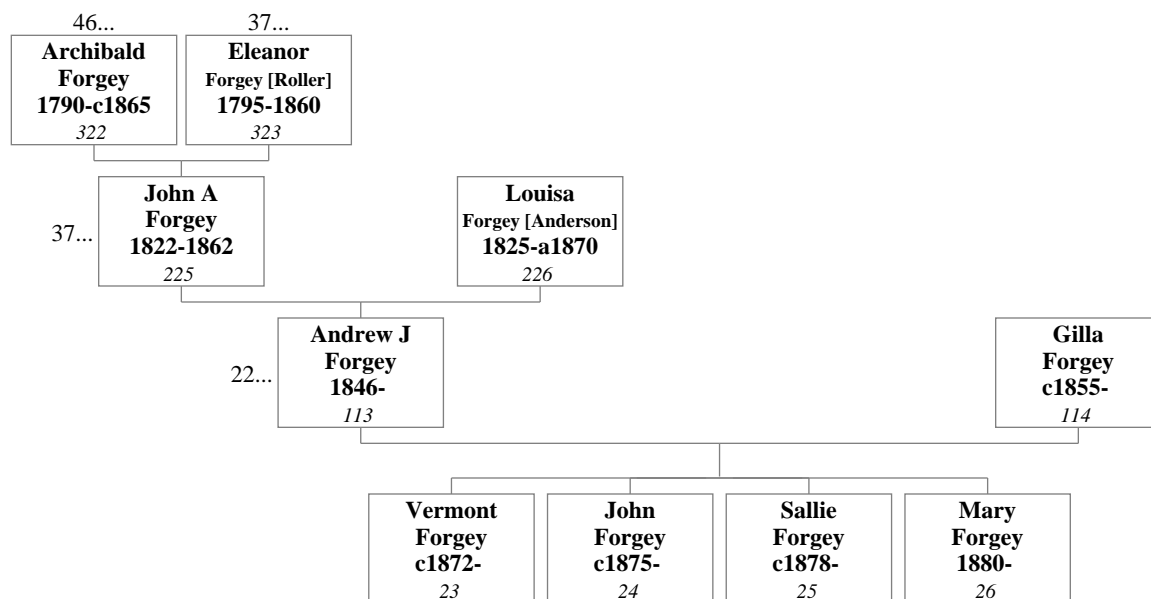 46...
37...
Archibald
Forgey
1790-c1865
322
Eleanor
Forgey [Roller]
1795-1860
323
37...
John A
Forgey
1822-1862
225
Louisa
Forgey [Anderson]
1825-a1870
226
22...
Andrew J
Forgey
1846-
113
Gilla
Forgey
c1855-
114
Vermont
Forgey
c1872-
23
John
Forgey
c1875-
24
Sallie
Forgey
c1878-
25
Mary
Forgey
1880-
26